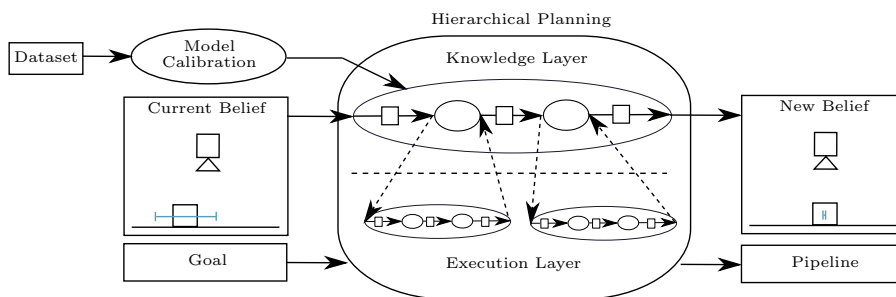 Hierarchical Planning
Dataset
Model
Calibration
Knowledge Layer
Current Belief
New Belief
Goal
Execution Layer
Pipeline